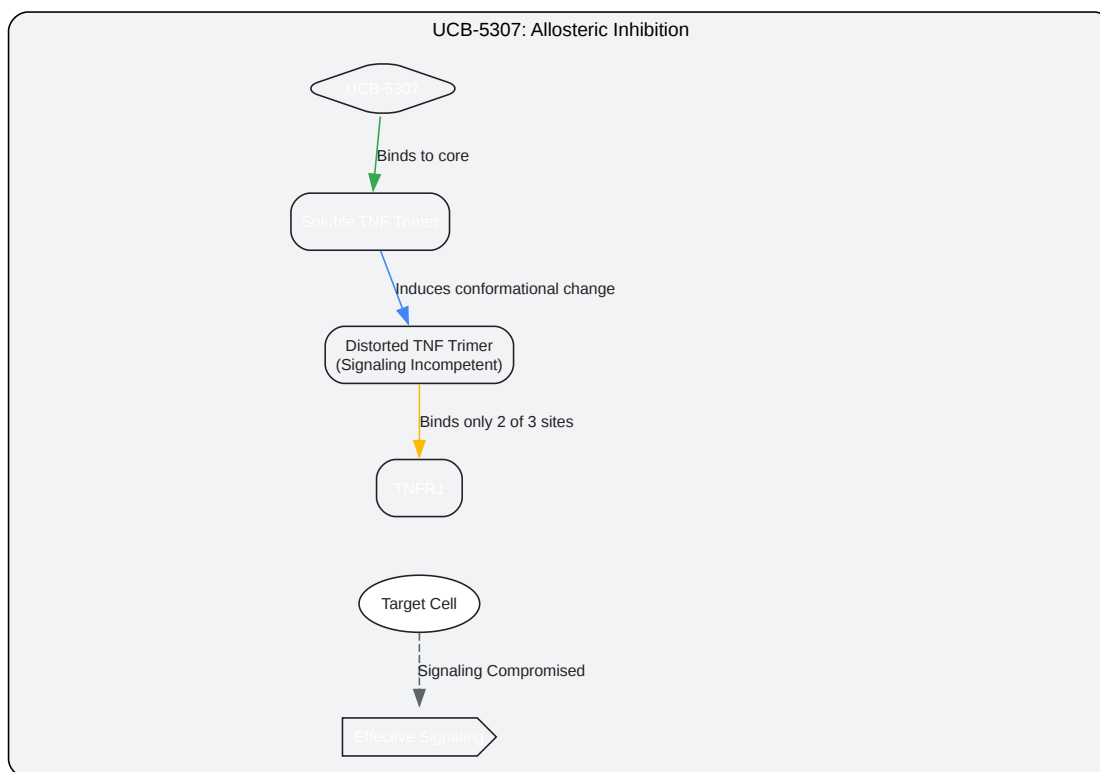 UCB-5307: Allosteric Inhibition
UCB-5307
Binds to core
Soluble TNF Trimer
Induces conformational change
Distorted TNF Trimer
(Signaling Incompetent)
Binds only 2 of 3 sites
TNFR1
Target Cell
Signaling Compromised
Effective Signaling